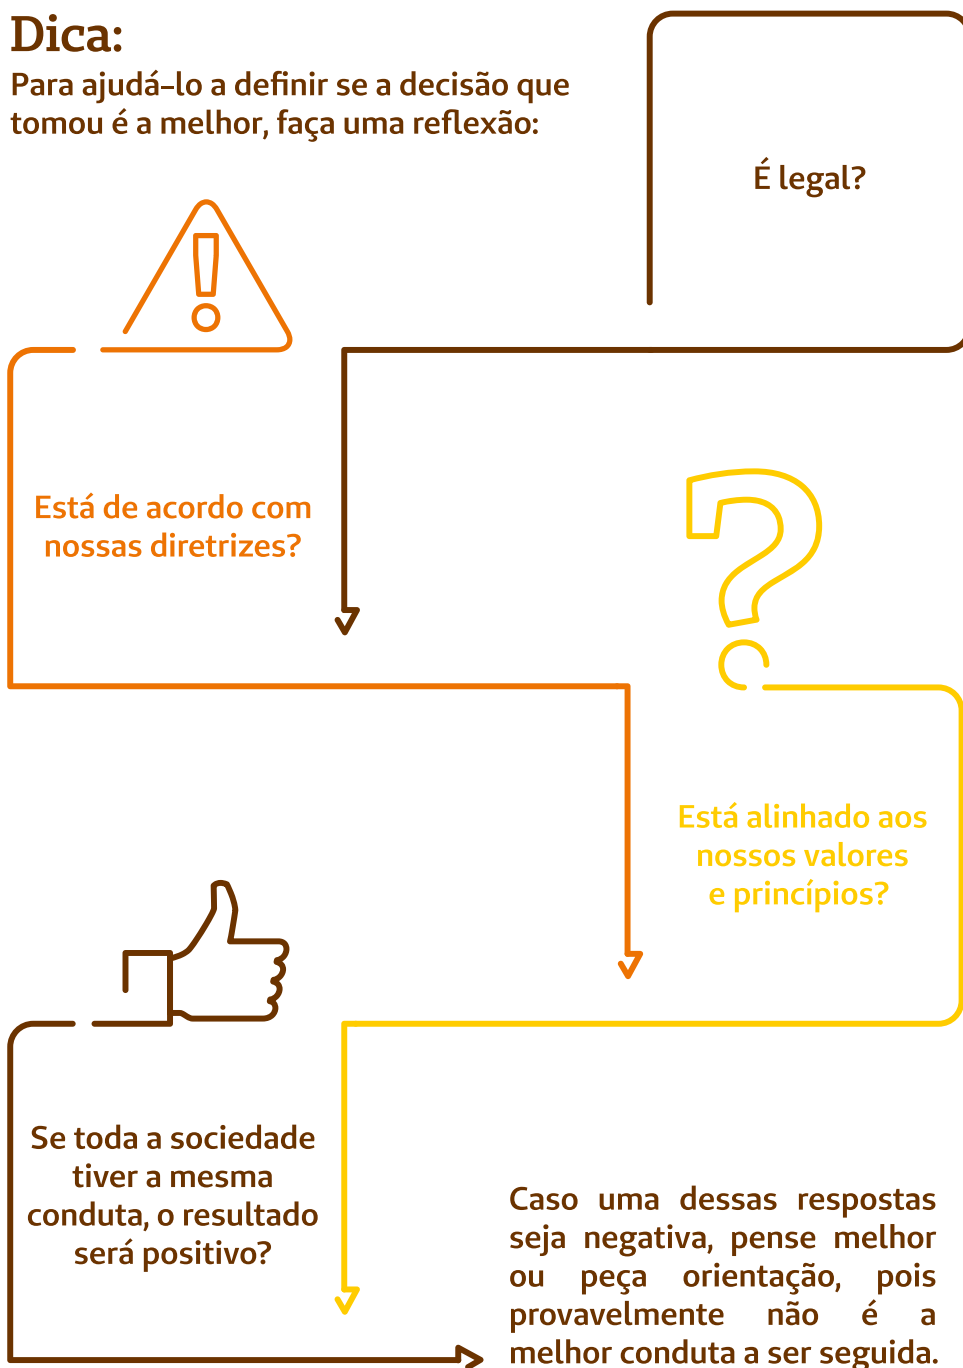 Dica:
Para ajudá-lo a definir se a decisão que
tomou é a melhor, faça uma reflexão:
É legal?
Está de acordo com
nossas diretrizes?
Está alinhado aos
nossos valores
e princípios?
Se toda a sociedade
tiver a mesma
conduta, o resultado
será positivo?
Caso uma dessas respostas
seja negativa, pense melhor
ou peça orientação, pois
provavelmente não é a
melhor conduta a ser seguida.